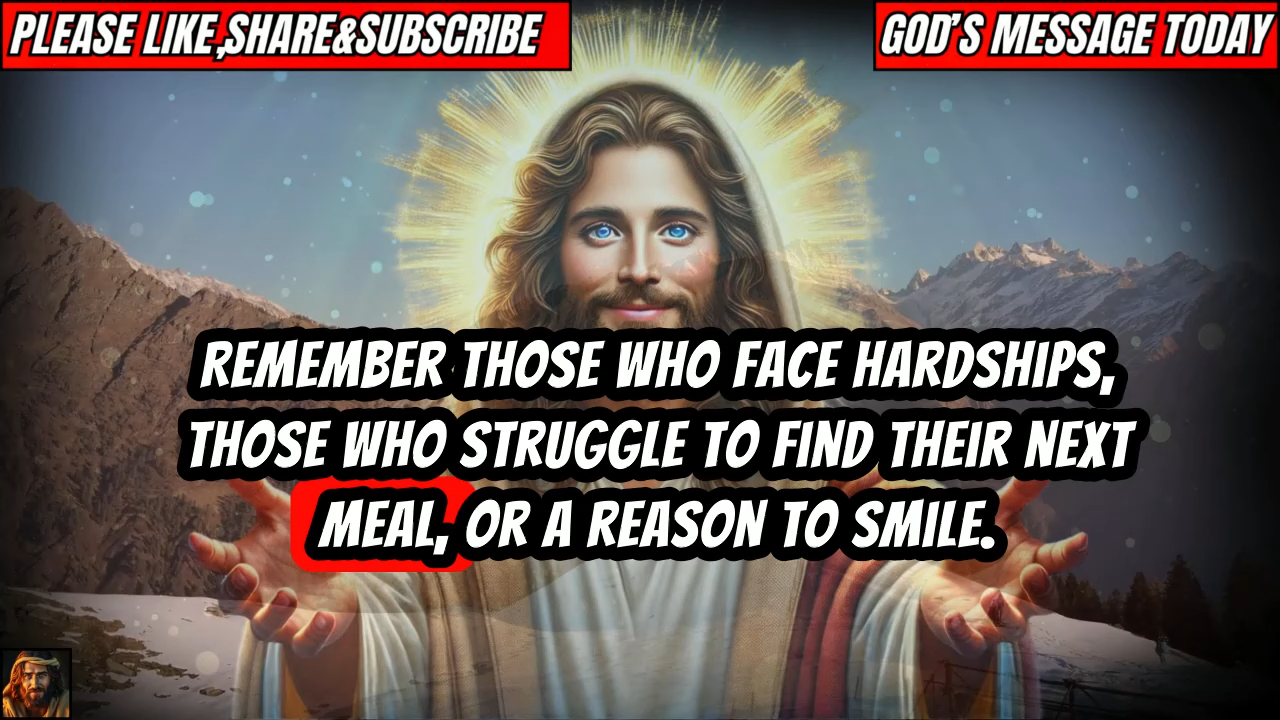 PLEASE LIKE,SHARE&SUBSCRIBE
GOD'S MESSAGE TODAY
REMEMBER THOSE WHO FACE HARDSHIPS,
THOSE WHO STRUGGLE TO FIND THEIR NEXT
MEAL, OR A REASON TO SMILE.